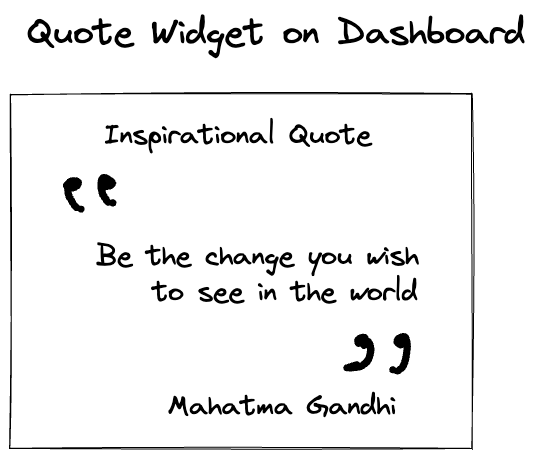 Quote Widget on Dashboard
Inspirational Quote
“
Be the change you wish
to see in the world
”
Mahatma Gandhi